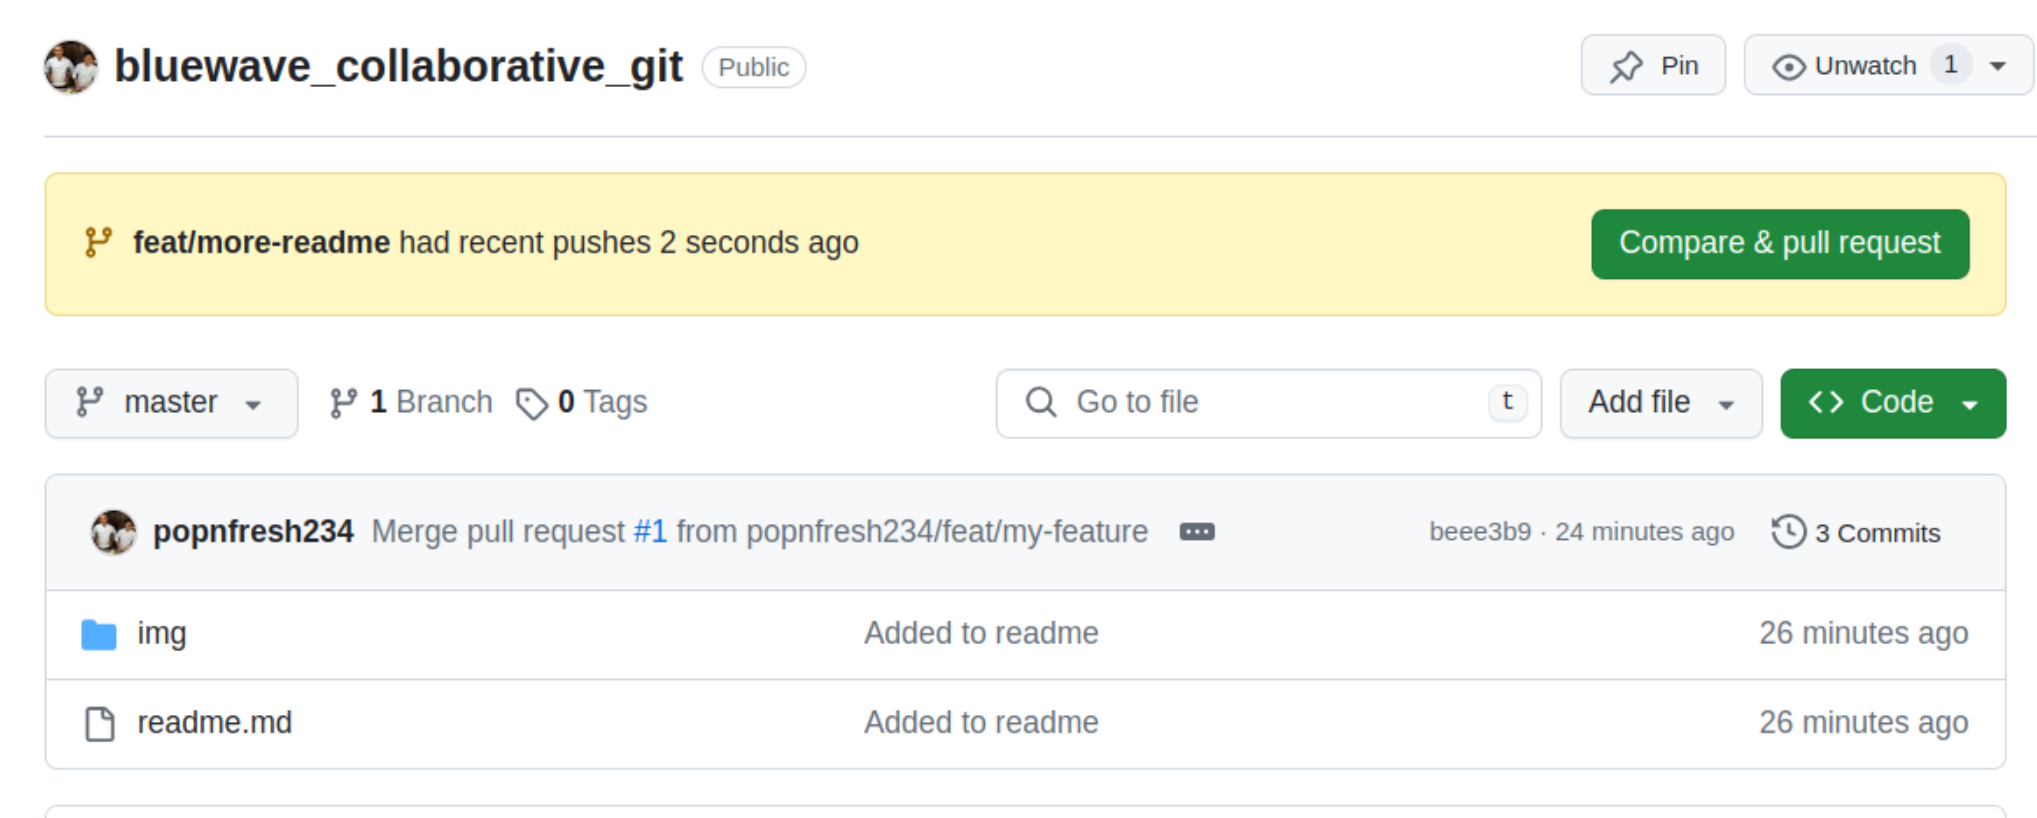 bluewave_collaborative_git Public Pin Unwatch 1
feat/more-readme had recent pushes 2 seconds ago Compare & pull request
master 1 Branch 0 Tags Go to file t Add file Code
popnfresh234 Merge pull request #1 from popnfresh234/feat/my-feature beee3b9 · 24 minutes ago 3 Commits
img Added to readme 26 minutes ago
readme.md Added to readme 26 minutes ago